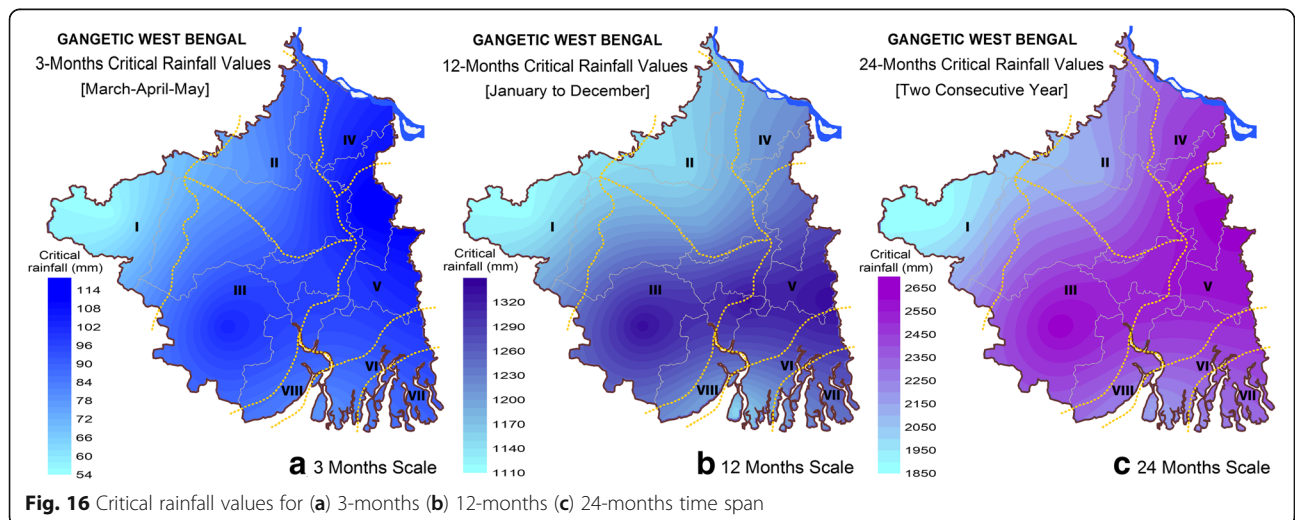 GANGETIC WEST BENGAL
3-Months Critical Rainfall Values
[March-April-May]
I
II
III
IV
V
VI
VII
VIII
Critical
rainfall (mm)
114
108
102
96
90
84
78
72
66
60
54
a 3 Months Scale
GANGETIC WEST BENGAL
12-Months Critical Rainfall Values
[January to December]
I
II
III
IV
V
VI
VII
VIII
Critical
rainfall (mm)
1320
1290
1260
1230
1200
1170
1140
1110
b 12 Months Scale
GANGETIC WEST BENGAL
24-Months Critical Rainfall Values
[Two Consecutive Year]
I
II
III
IV
V
VI
VII
VIII
Critical
rainfall (mm)
2650
2550
2450
2350
2250
2150
2050
1950
1850
c 24 Months Scale
Fig. 16 Critical rainfall values for (a) 3-months (b) 12-months (c) 24-months time span